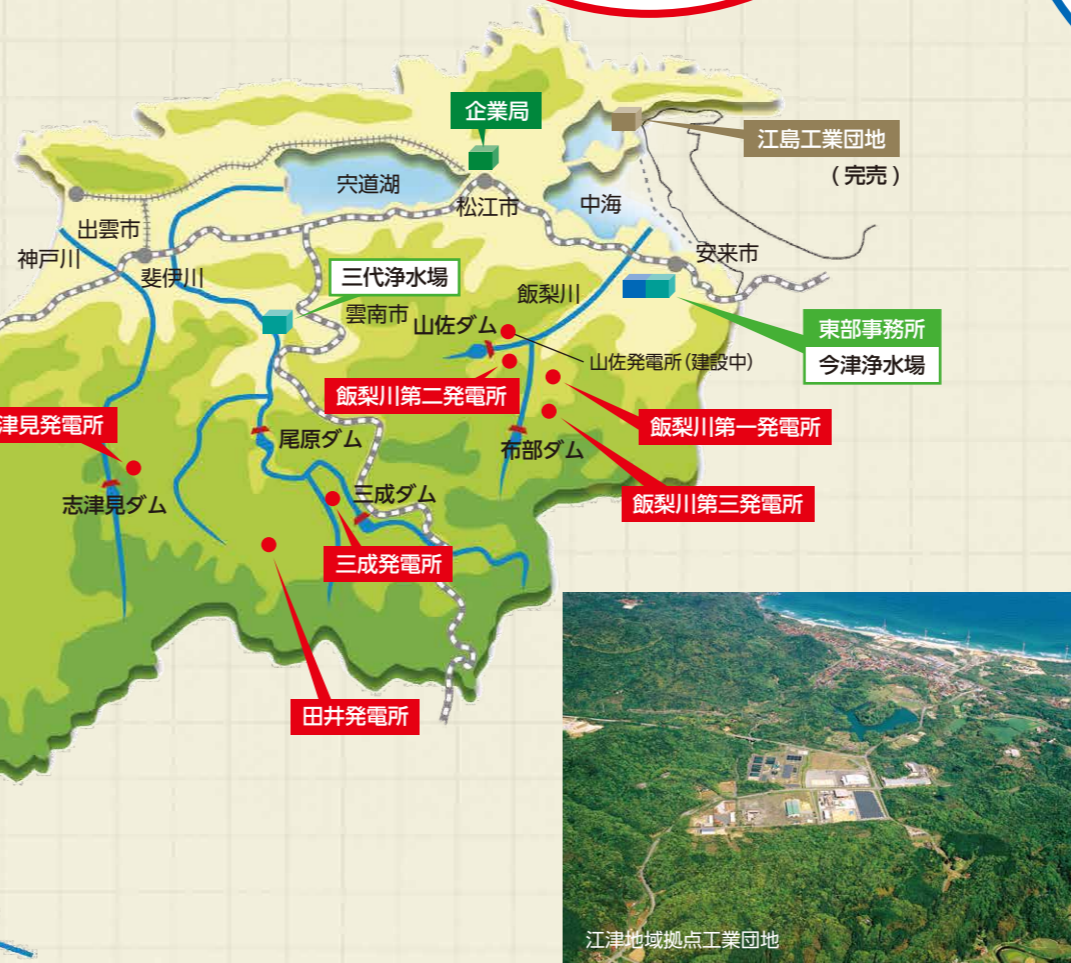 企業局
江島工業団地
(完売)
宍道湖
松江市
中海
出雲市
安来市
神戸川
斐伊川
三代浄水場
飯梨川
雲南市
山佐ダム
東部事務所
今津浄水場
山佐発電所(建設中)
飯梨川第二発電所
津見発電所
飯梨川第一発電所
尾原ダム
布部ダム
志津見ダム
三成ダム
飯梨川第三発電所
三成発電所
田井発電所
江津地域拠点工業団地